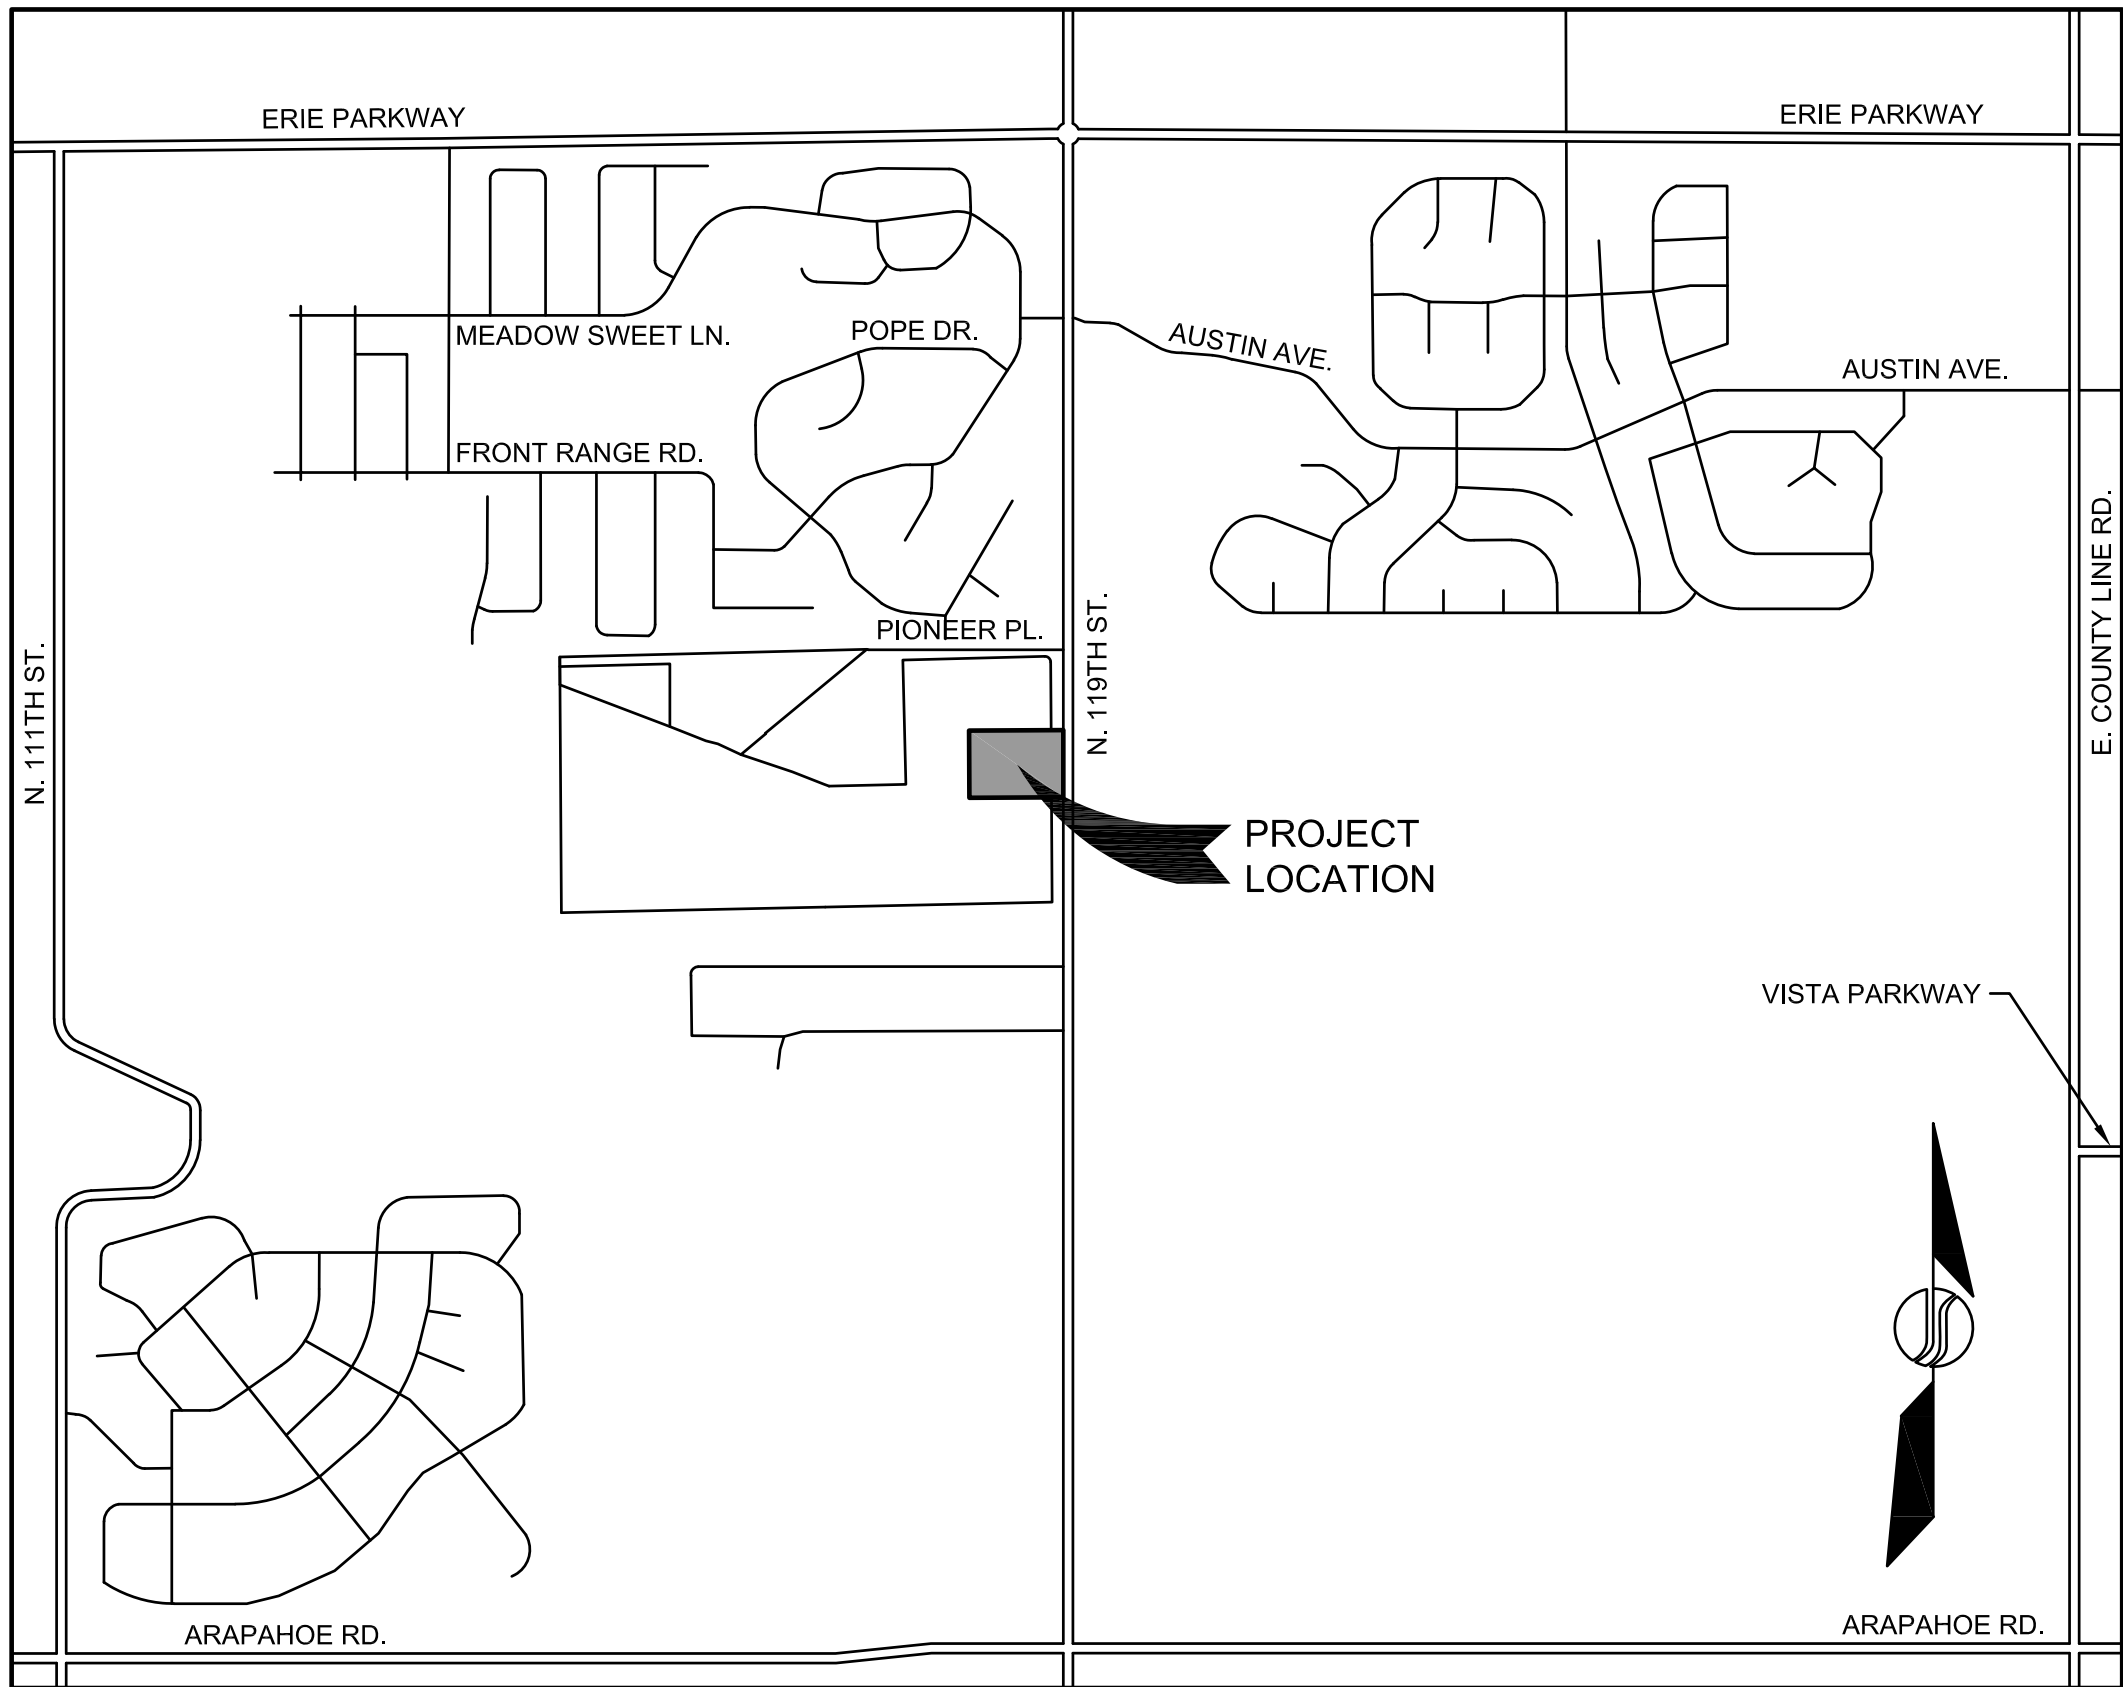 ERIE PARKWAY
ERIE PARKWAY
MEADOW SWEET LN.
POPE DR.
AUSTIN AVE.
AUSTIN AVE.
FRONT RANGE RD.
PIONEER PL.
N. 111TH ST.
N. 119TH ST.
E. COUNTY LINE RD.
PROJECT
LOCATION
VISTA PARKWAY
ARAPAHOE RD.
ARAPAHOE RD.